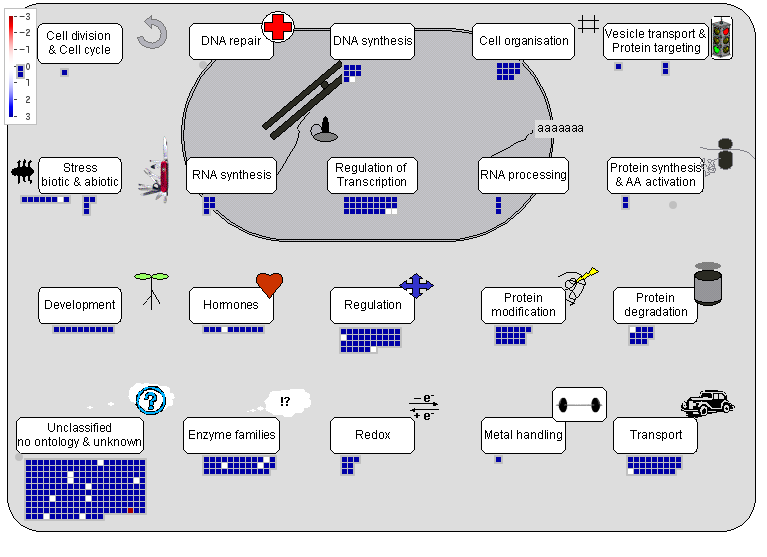 −3
−2
−1
0
1
2
3
Cell division
& Cell cycle
DNA repair
DNA synthesis
Cell organisation
Vesicle transport &
Protein targeting
aaaaaaa
Stress
biotic & abiotic
RNA synthesis
Regulation of
Transcription
RNA processing
Protein synthesis
& AA activation
Development
Hormones
Regulation
Protein
modification
Protein
degradation
?
!?
− e⁻
+ e⁻
Unclassified
no ontology & unknown
Enzyme families
Redox
Metal handling
Transport